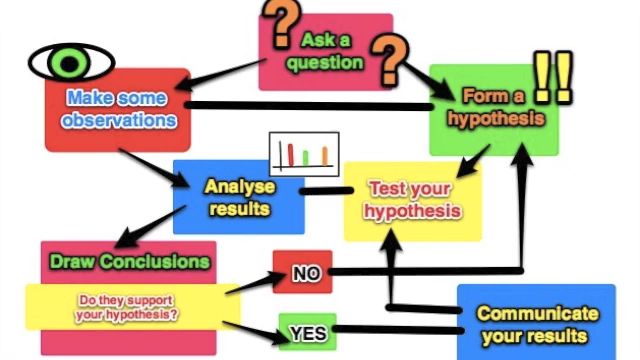 Ask a
question
Make some
observations
Form a
hypothesis
Analyse
results
Test your
hypothesis
Draw Conclusions
Do they support
your hypothesis?
NO
YES
Communicate
your results